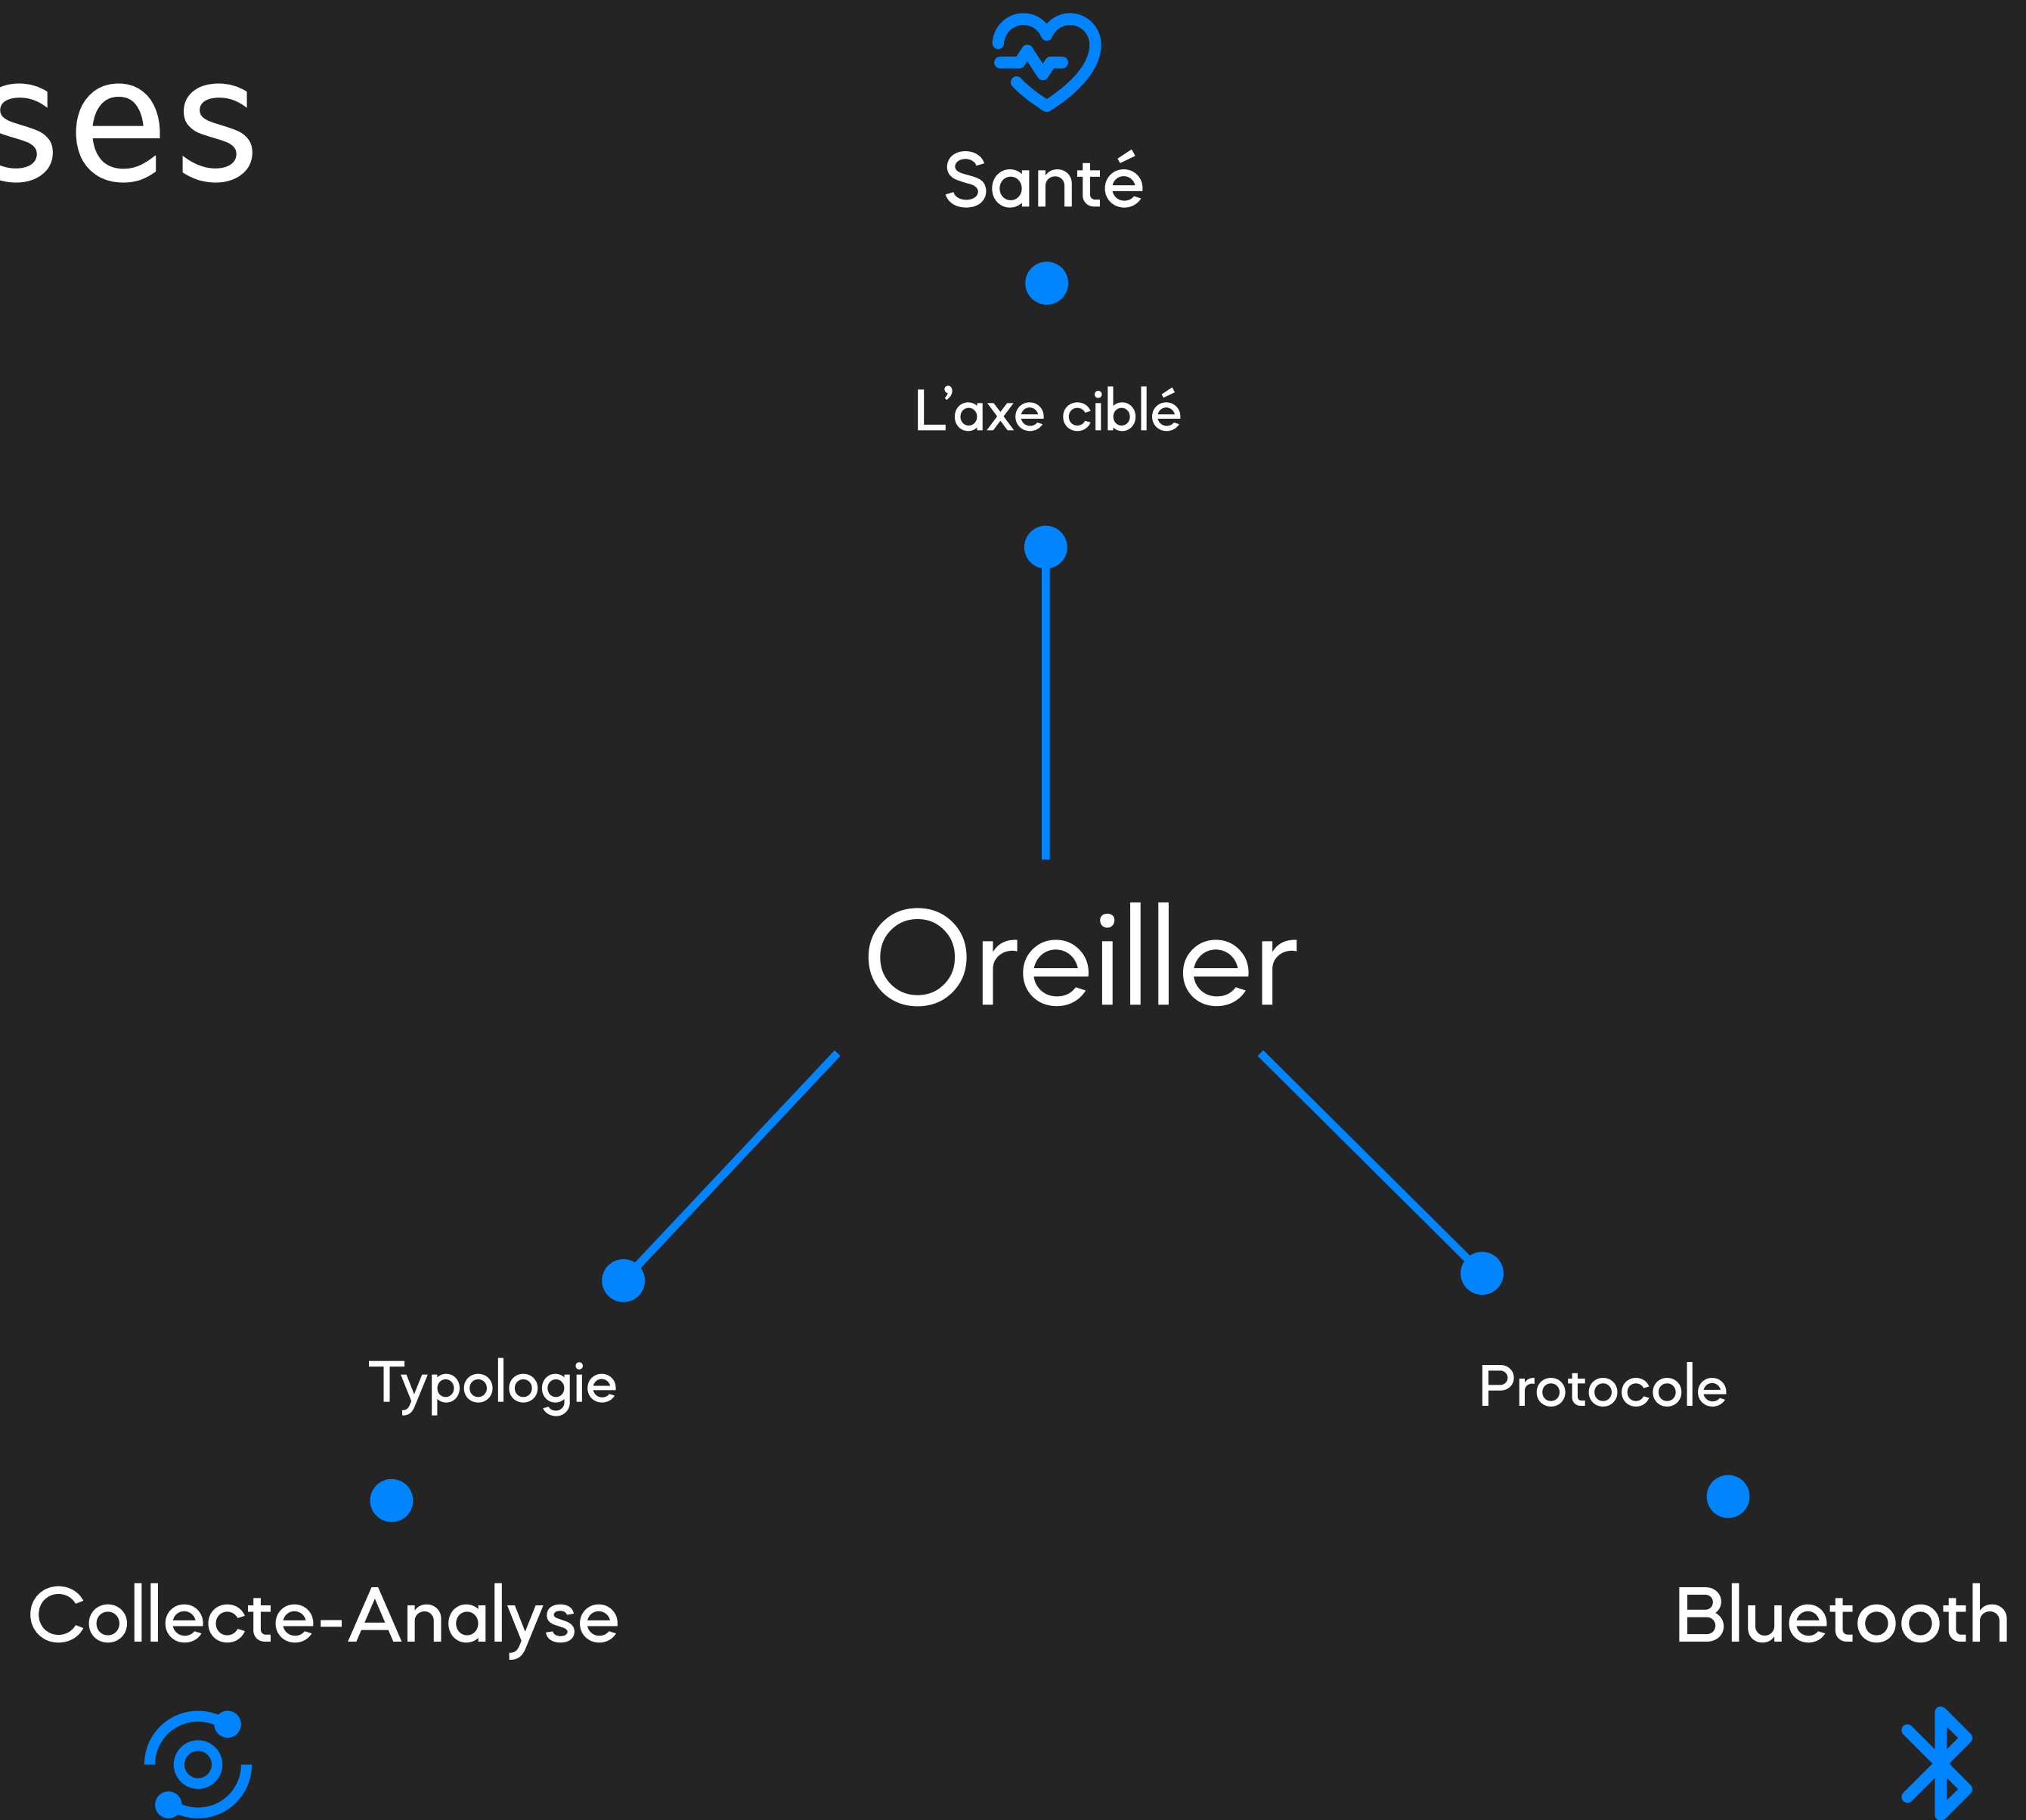 ses
Santé
L'axe ciblé
Oreiller
Typologie
Protocole
Collecte-Analyse
Bluetooth